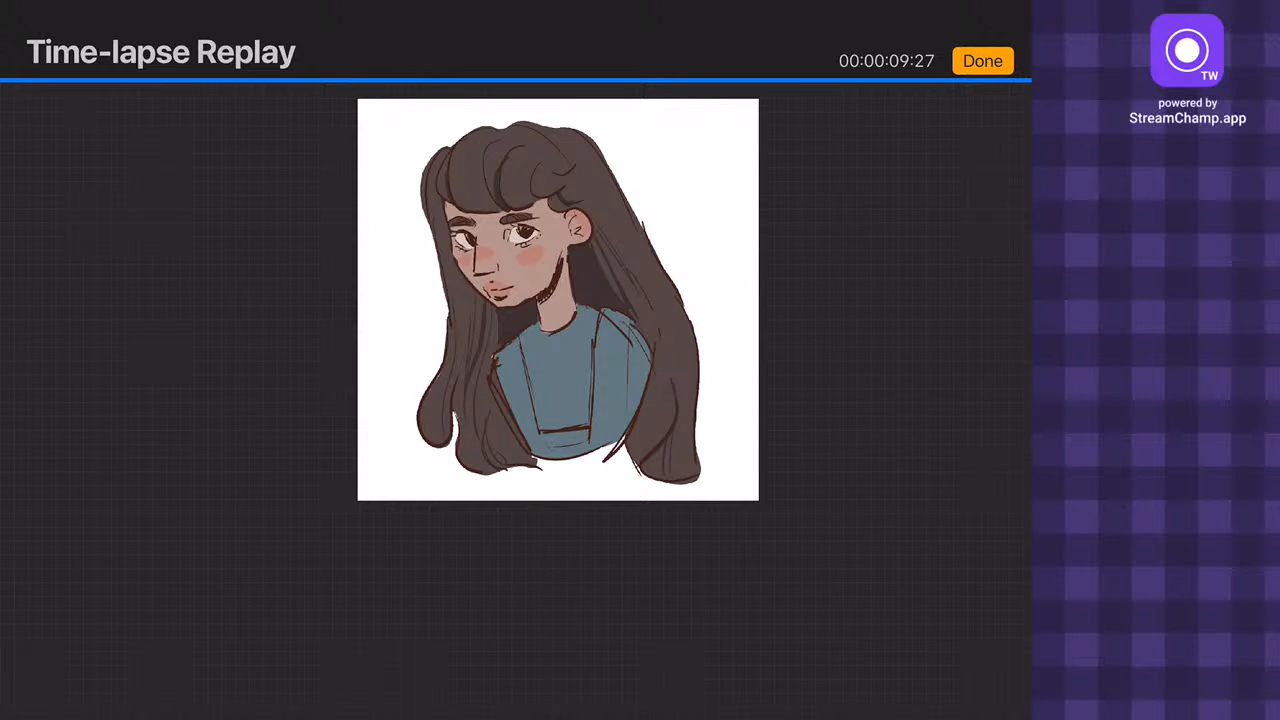 Time-lapse Replay
00:00:09:27
Done
TW
powered by
StreamChamp.app